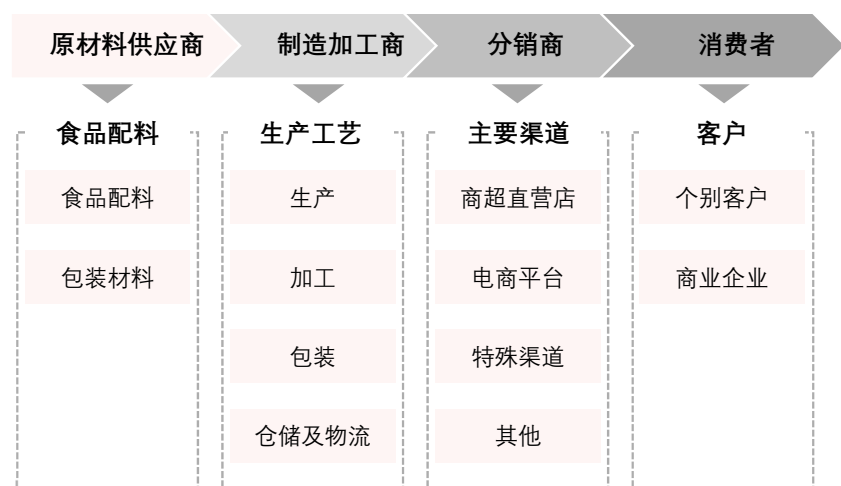 原材料供应商
制造加工商
分销商
消费者
食品配料
食品配料
包装材料
生产工艺
生产
加工
包装
仓储及物流
主要渠道
商超直营店
电商平台
特殊渠道
其他
客户
个别客户
商业企业